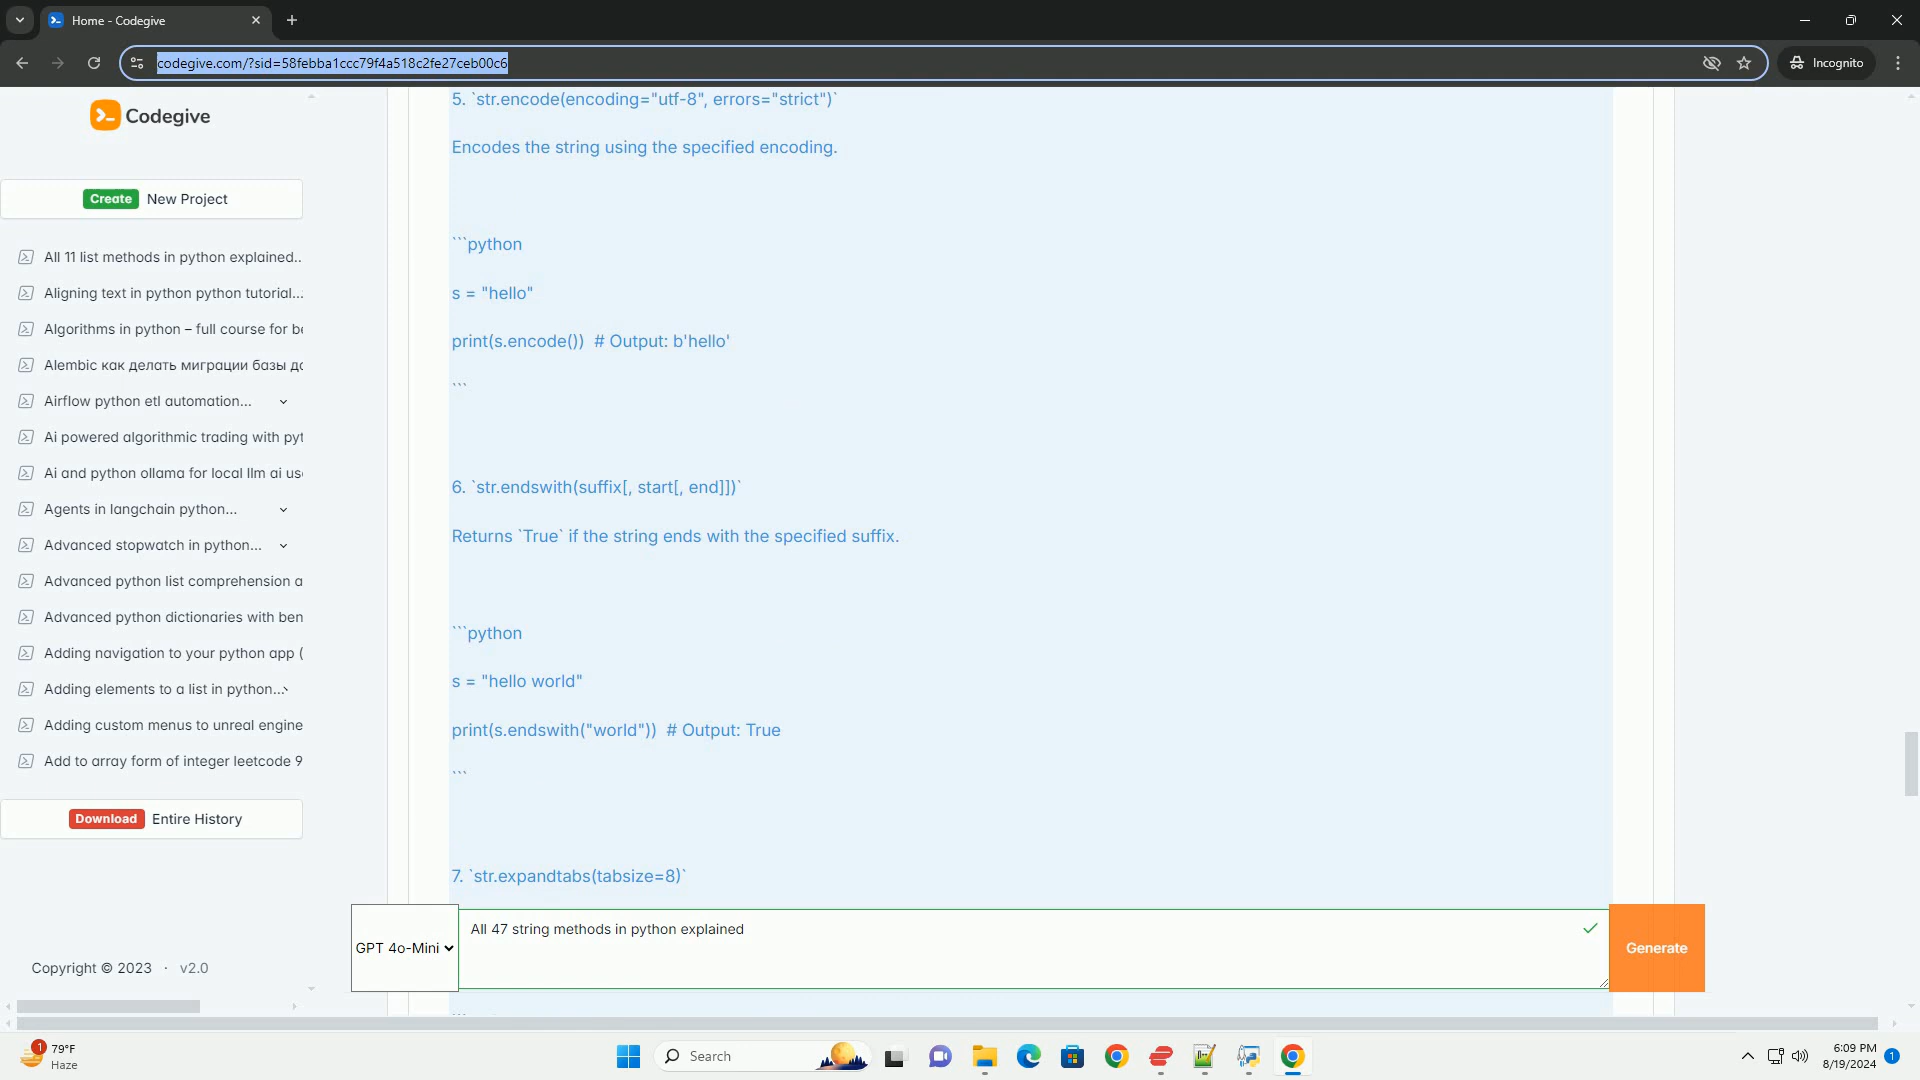 Home - Codegive
codegive.com/?sid=58febba1ccc79f4a518c2fe27ceb00c6
Incognito
Codegive
Create New Project
All 11 list methods in python explained..
Aligning text in python python tutorial...
Algorithms in python – full course for be
Alembic как делать миграции базы дс
Airflow python etl automation...
Ai powered algorithmic trading with pyt
Ai and python ollama for local llm ai us
Agents in langchain python...
Advanced stopwatch in python...
Advanced python list comprehension a
Advanced python dictionaries with ben
Adding navigation to your python app (
Adding elements to a list in python...
Adding custom menus to unreal engine
Add to array form of integer leetcode 9
Download Entire History
Copyright © 2023 · v2.0
5. `str.encode(encoding="utf-8", errors="strict")`
Encodes the string using the specified encoding.
```python
s = "hello"
print(s.encode())  # Output: b'hello'
```
6. `str.endswith(suffix[, start[, end]])`
Returns `True` if the string ends with the specified suffix.
```python
s = "hello world"
print(s.endswith("world"))  # Output: True
```
7. `str.expandtabs(tabsize=8)`
GPT 4o-Mini
All 47 string methods in python explained
Generate
1
79°F
Haze
Search
6:09 PM
8/19/2024
1